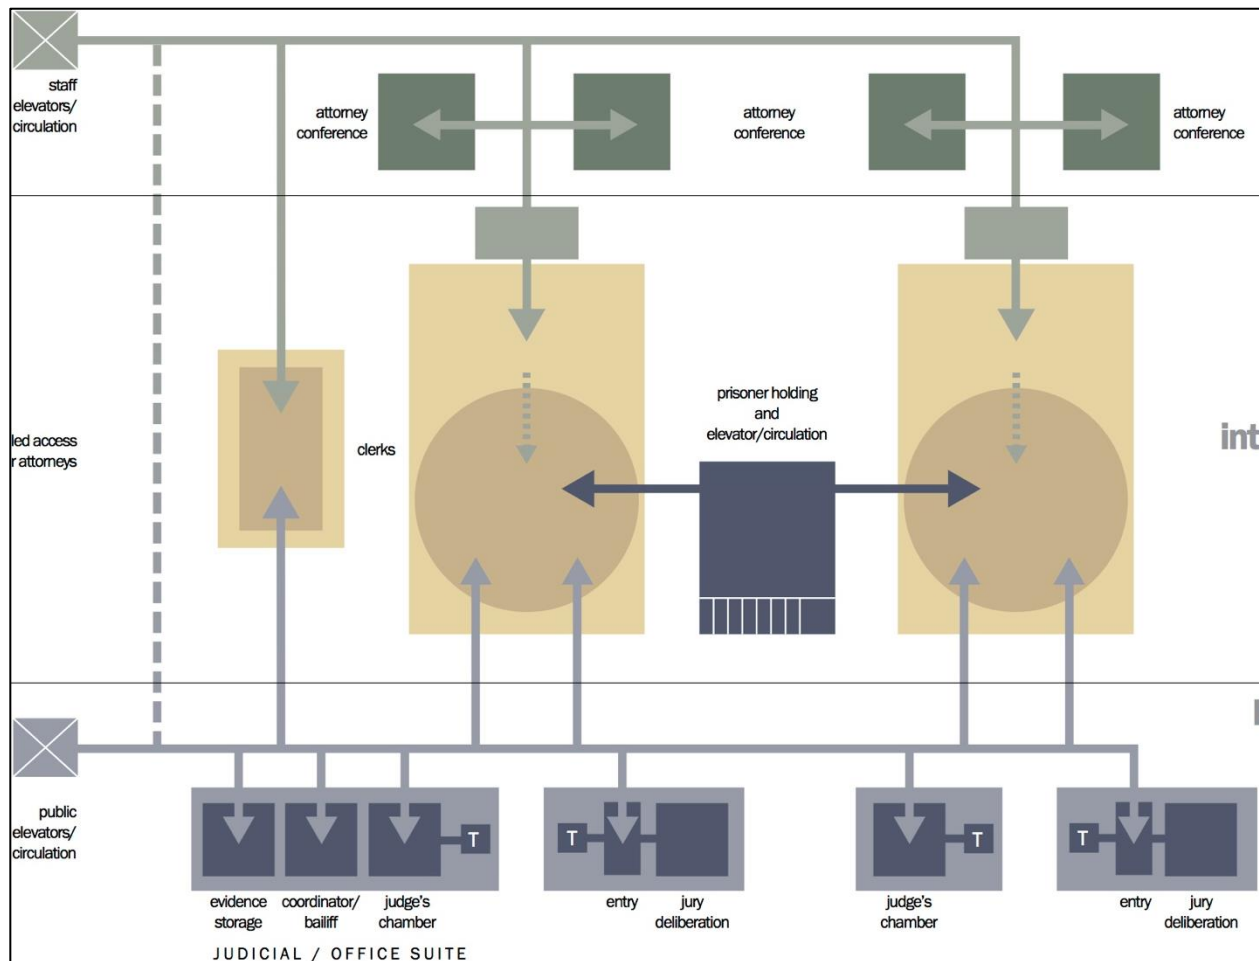 staff
elevators/
circulation
attorney
conference
attorney
conference
attorney
conference
prisoner holding
and
elevator/circulation
led access
r attorneys
clerks
int
public
elevators/
circulation
T
T
T
T
evidence
storage
coordinator/
bailiff
judge's
chamber
entry
jury
deliberation
judge's
chamber
entry
jury
deliberation
JUDICIAL / OFFICE SUITE